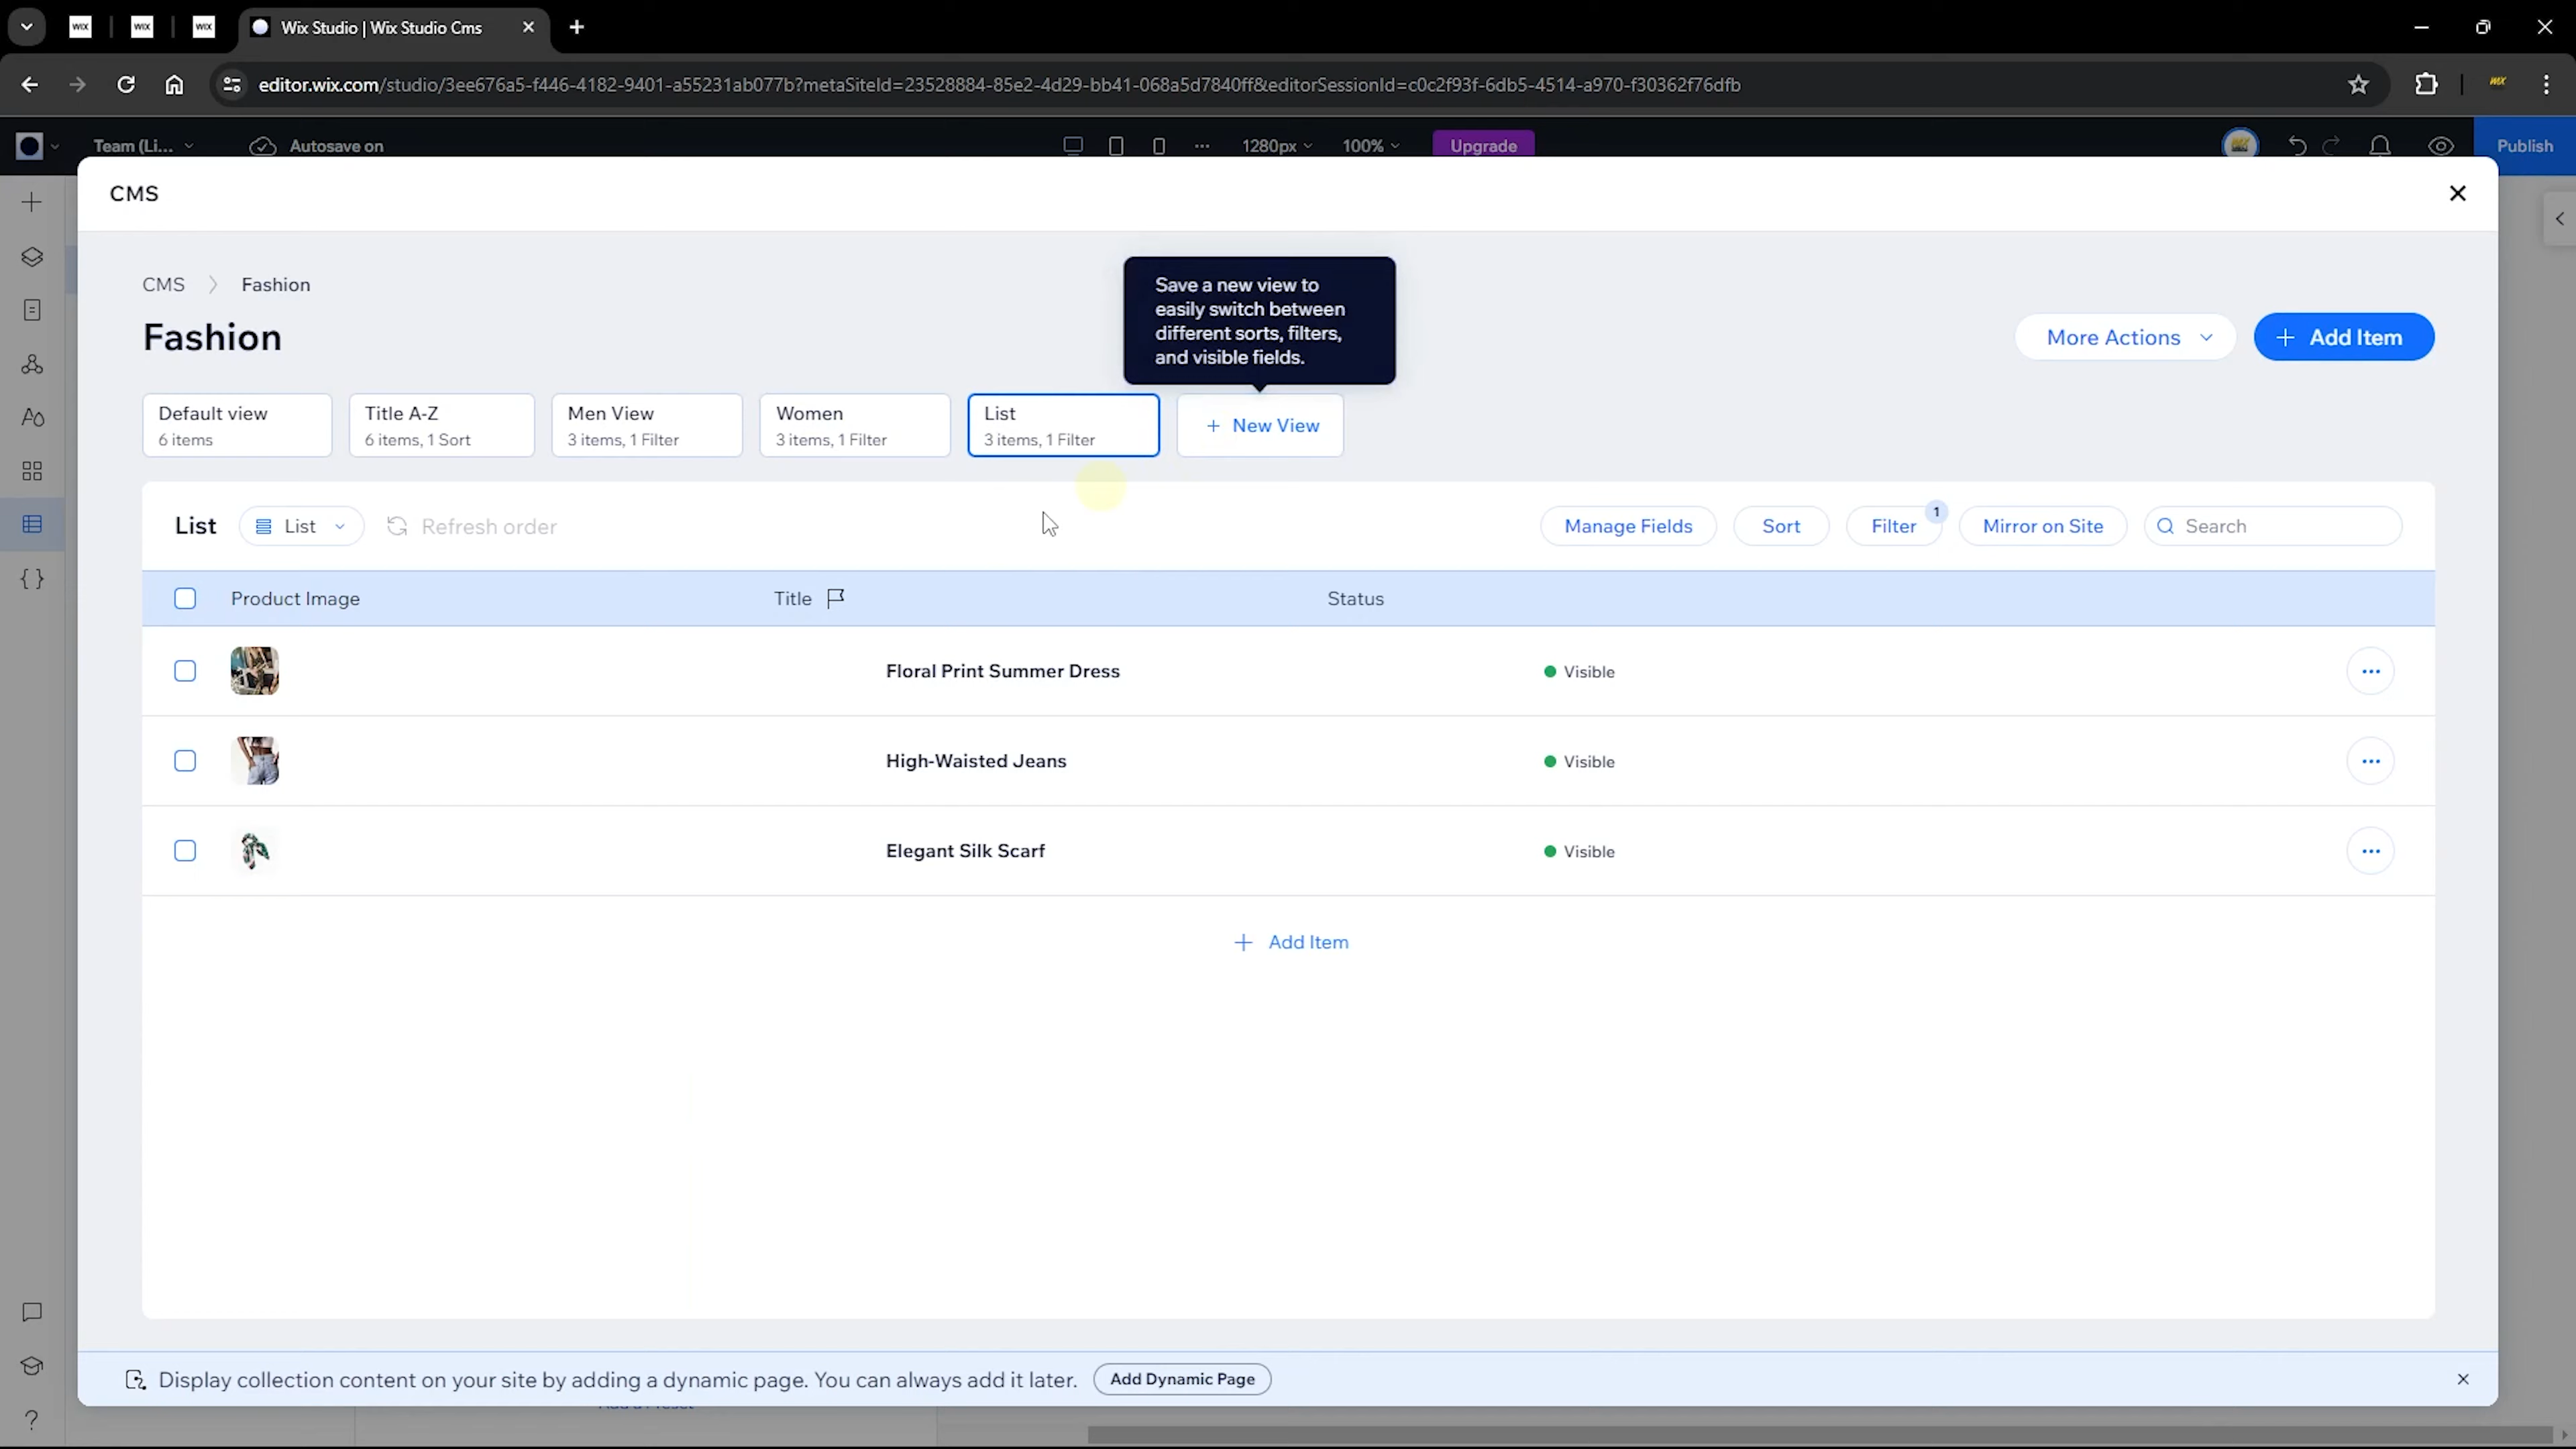 WIX
WIX
WIX
Wix Studio | Wix Studio Cms
editor.wix.com/studio/3ee676a5-f446-4182-9401-a55231ab077b?metaSiteId=23528884-85e2-4d29-bb41-068a5d7840ff&editorSessionId=c0c2f93f-6db5-4514-a970-f30362f76dfb
Team (Li...
Autosave on
1280px
100%
Upgrade
Publish
CMS
CMS
Fashion
Save a new view to
easily switch between
different sorts, filters,
and visible fields.
Fashion
More Actions
+ Add Item
Default view
6 items
Title A-Z
6 items, 1 Sort
Men View
3 items, 1 Filter
Women
3 items, 1 Filter
List
3 items, 1 Filter
+ New View
List
List
Refresh order
Manage Fields
Sort
Filter
1
Mirror on Site
Search
Product Image
Title
Status
Floral Print Summer Dress
Visible
High-Waisted Jeans
Visible
Elegant Silk Scarf
Visible
+ Add Item
Display collection content on your site by adding a dynamic page. You can always add it later.
Add Dynamic Page